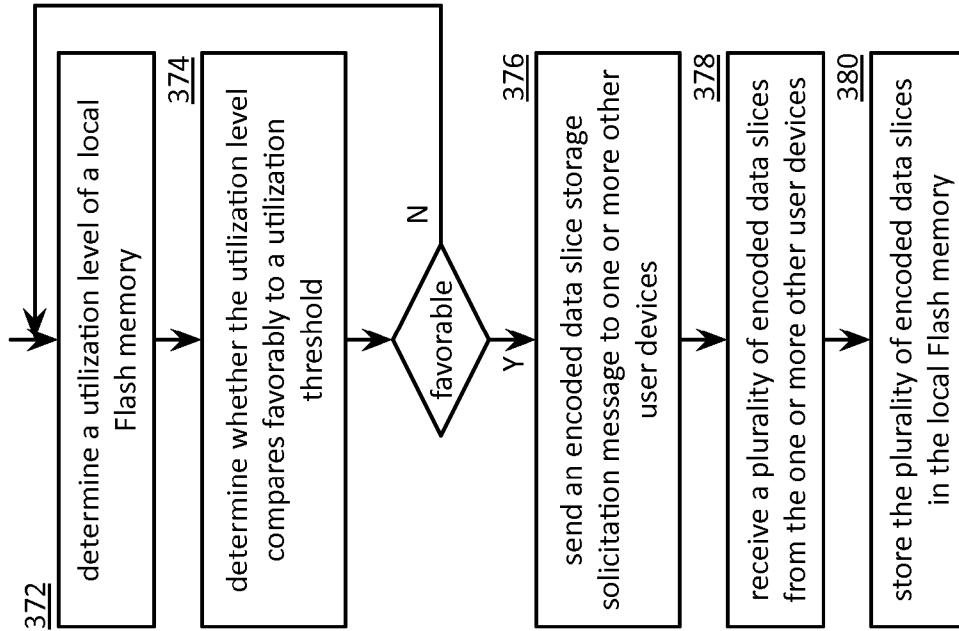 372
determine a utilization level of a local
Flash memory
374
determine whether the utilization level
compares favorably to a utilization
threshold
favorable
N
Y
376
send an encoded data slice storage
solicitation message to one or more other
user devices
378
receive a plurality of encoded data slices
from the one or more other user devices
380
store the plurality of encoded data slices
in the local Flash memory